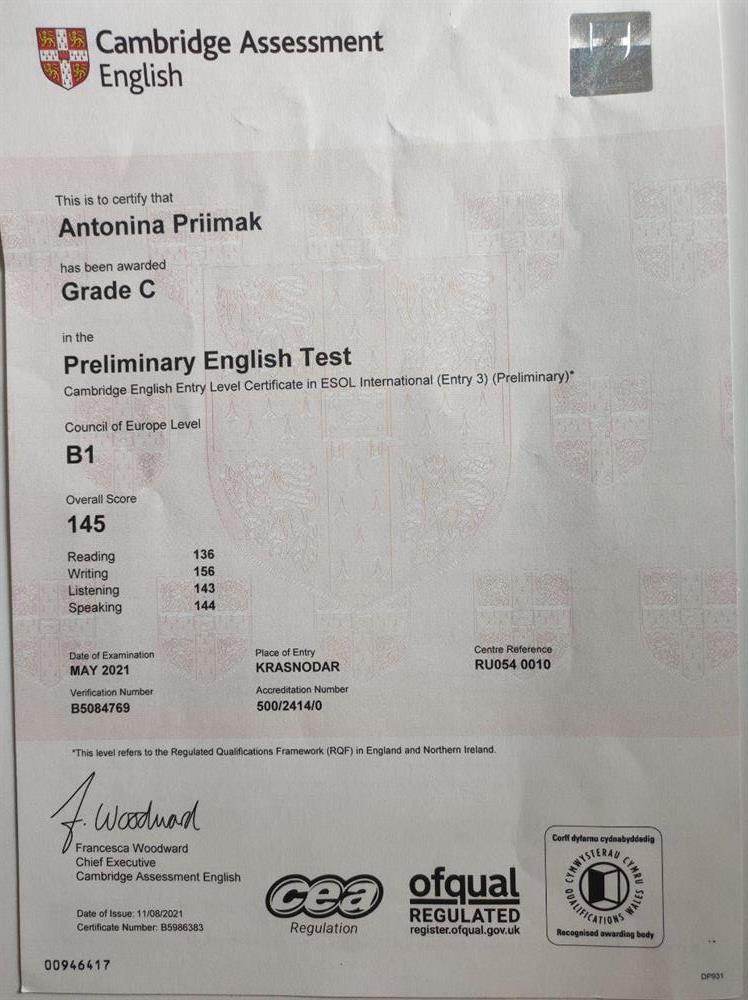 Cambridge Assessment
English
This is to certify that
Antonina Priimak
has been awarded
Grade C
in the
Preliminary English Test
Cambridge English Entry Level Certificate in ESOL International (Entry 3) (Preliminary)*
Council of Europe Level
B1
Overall Score
145
Reading 136
Writing 156
Listening 143
Speaking 144
Date of Examination
MAY 2021
Place of Entry
KRASNODAR
Centre Reference
RU054 0010
Verification Number
B5084769
Accreditation Number
500/2414/0
*This level refers to the Regulated Qualifications Framework (RQF) in England and Northern Ireland.
F. Woodward
Francesca Woodward
Chief Executive
Cambridge Assessment English
Date of Issue: 11/08/2021
Certificate Number: B5986383
cea
Regulation
ofqual
REGULATED
register.ofqual.gov.uk
Corff dyfarnu cydnabyddedig
CYMWYSTERAU CYMRU
QUALIFICATIONS WALES
Recognised awarding body
00946417
DP931